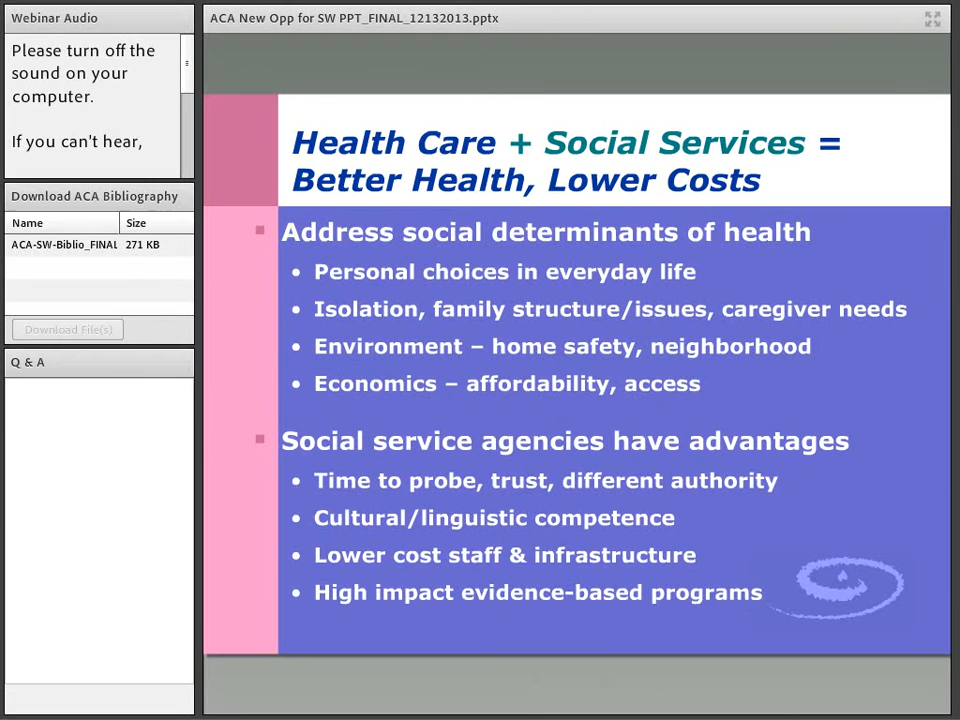 Webinar Audio
Please turn off the
sound on your
computer.
If you can't hear,
Download ACA Bibliography
Name Size
ACA-SW-Biblio_FINAL 271 KB
Download File(s)
Q & A
ACA New Opp for SW PPT_FINAL_12132013.pptx
Health Care + Social Services =
Better Health, Lower Costs
Address social determinants of health
• Personal choices in everyday life
• Isolation, family structure/issues, caregiver needs
• Environment – home safety, neighborhood
• Economics – affordability, access
Social service agencies have advantages
• Time to probe, trust, different authority
• Cultural/linguistic competence
• Lower cost staff & infrastructure
• High impact evidence-based programs